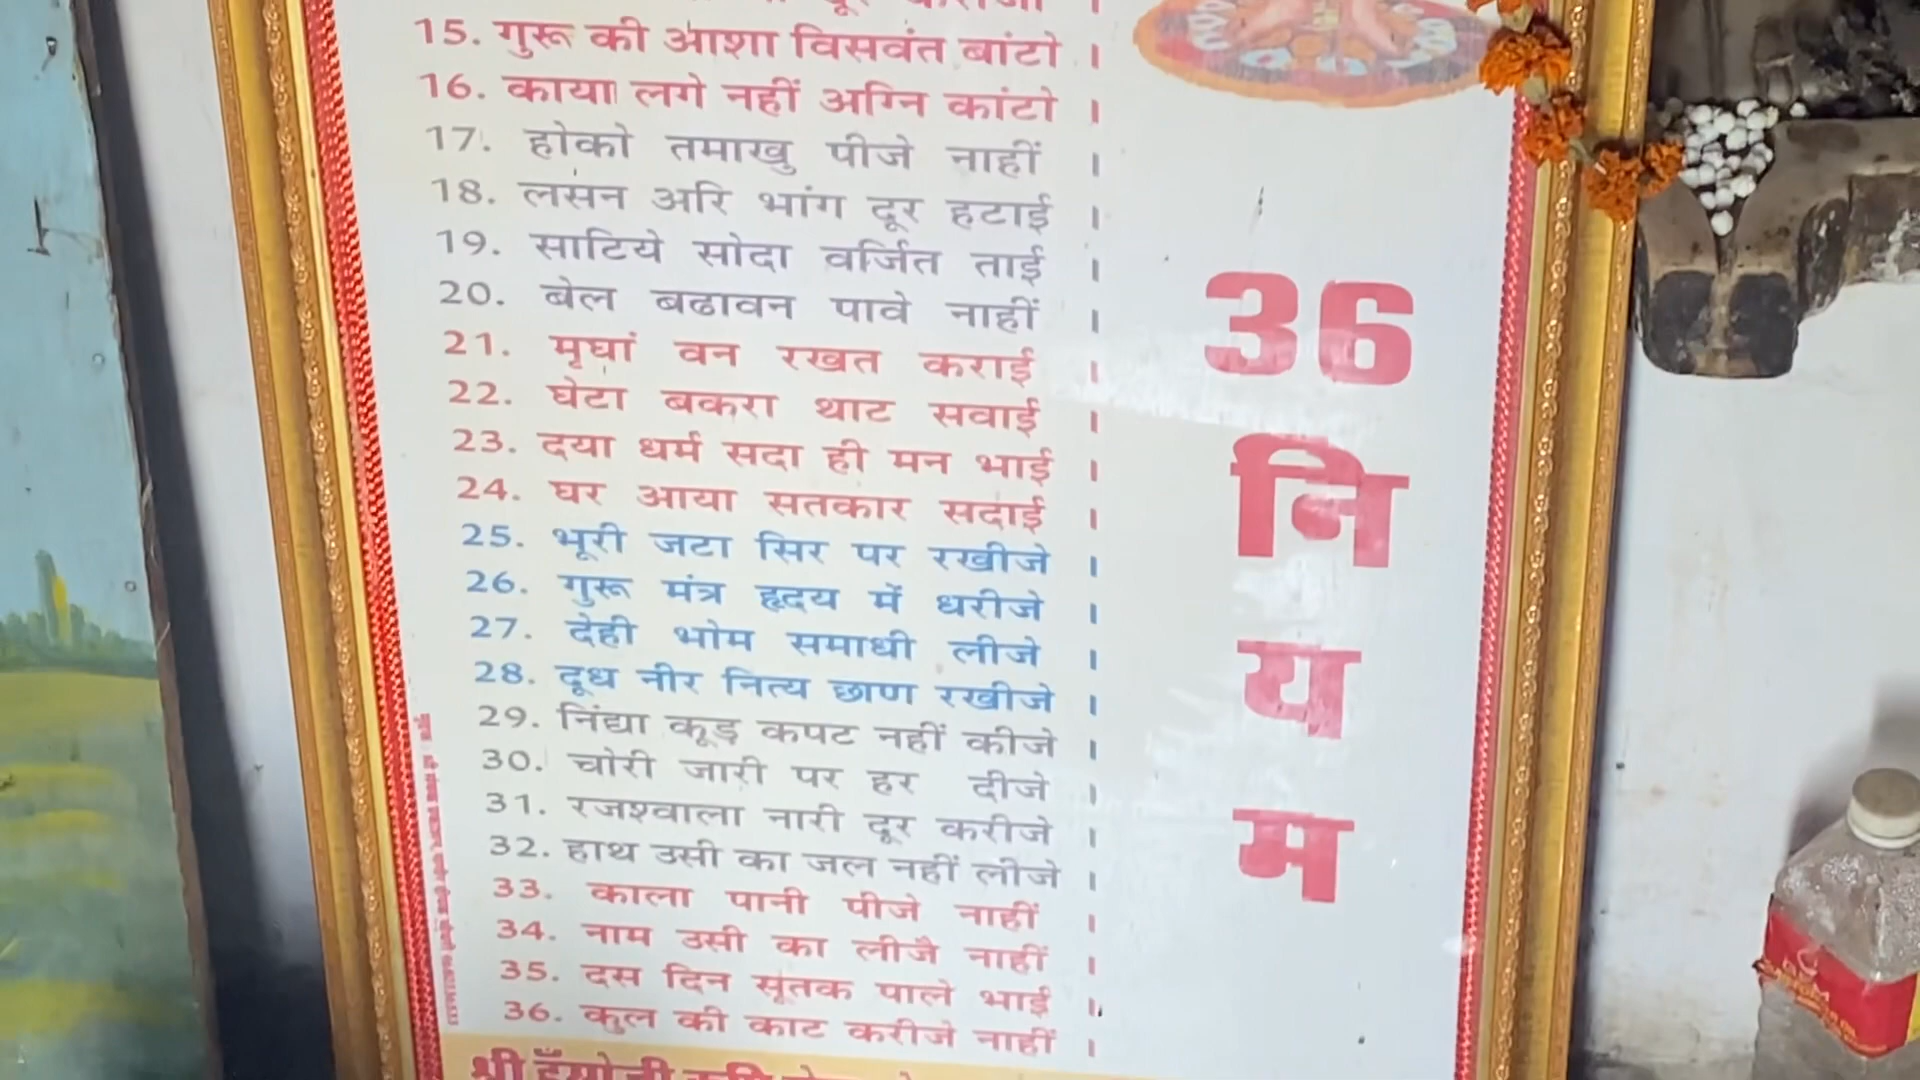 15. गुरू की आशा विसवंत बांटो ।
16. काया लगे नहीं अग्नि कांटो ।
17. होको तमाखु पीजे नाहीं ।
18. लसन अरि भांग दूर हटाई ।
19. साटिये सोदा वर्जित ताई ।
20. बेल बढावन पावे नाहीं ।
21. मृघां वन रखत कराई ।
22. घेटा बकरा थाट सवाई ।
23. दया धर्म सदा ही मन भाई ।
24. घर आया सतकार सदाई ।
25. भूरी जटा सिर पर रखीजे ।
26. गुरू मंत्र हृदय में धरीजे ।
27. देही भोम समाधी लीजे ।
28. दूध नीर नित्य छाण रखीजे ।
29. निंद्या कूड़ कपट नहीं कीजे ।
30. चोरी जारी पर हर दीजे ।
31. रजश्वाला नारी दूर करीजे ।
32. हाथ उसी का जल नहीं लीजे ।
33. काला पानी पीजे नाहीं ।
34. नाम उसी का लीजै नाहीं ।
35. दस दिन सूतक पाले भाई ।
36. कुल की काट करीजे नाहीं ।
श्री
36
नियम